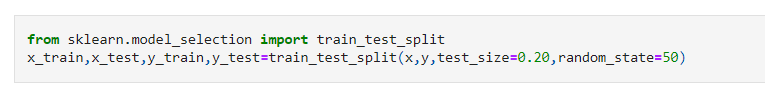 from sklearn.model_selection import train_test_split
x_train,x_test,y_train,y_test=train_test_split(x,y,test_size=0.20,random_state=50)